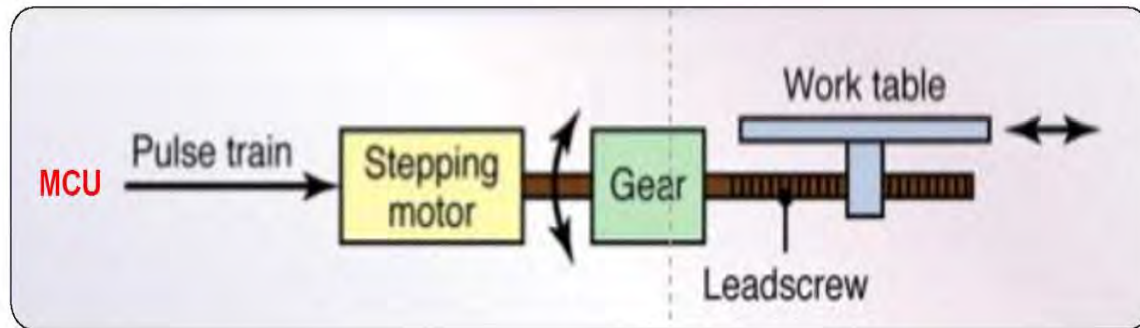 MCU
Pulse train
Stepping
motor
Gear
Work table
Leadscrew